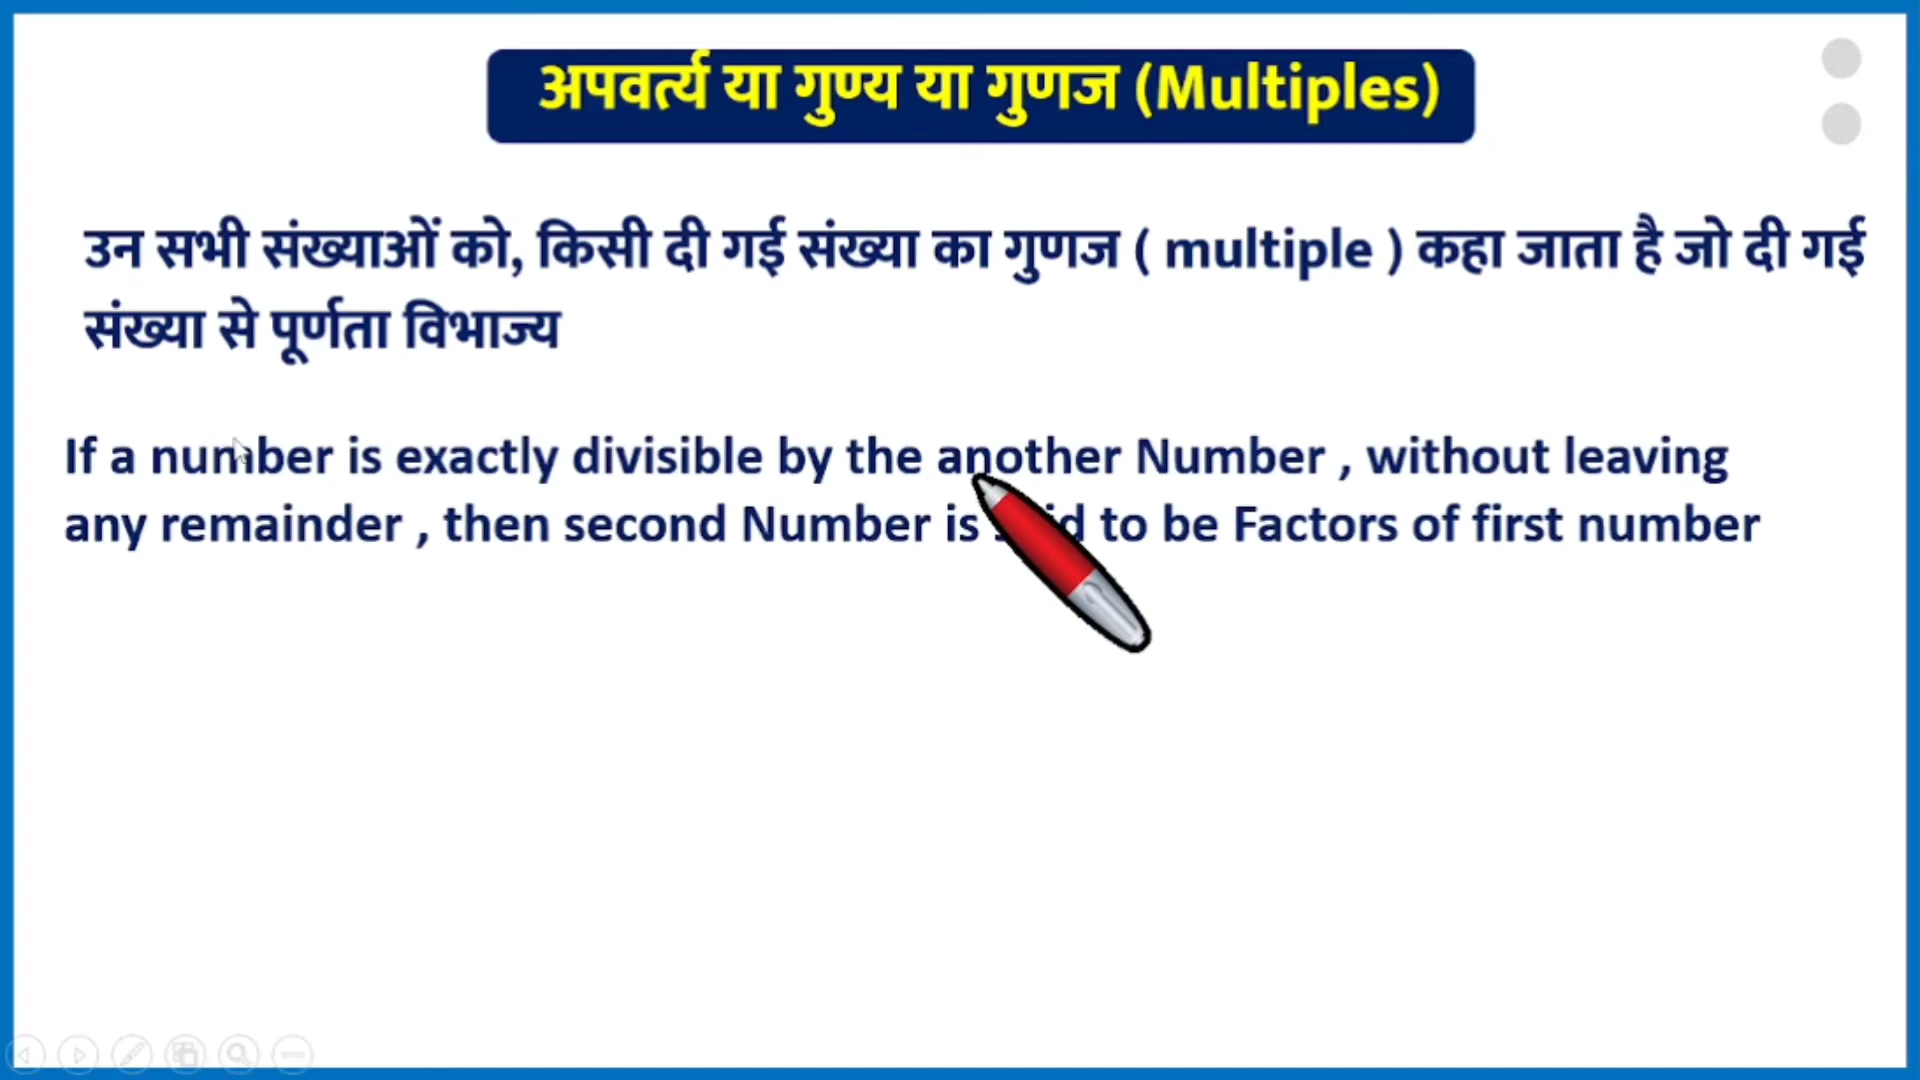 अपवर्त्य या गुण्य या गुणज (Multiples)
उन सभी संख्याओं को, किसी दी गई संख्या का गुणज ( multiple ) कहा जाता है जो दी गई
संख्या से पूर्णता विभाज्य
If a number is exactly divisible by the another Number , without leaving
any remainder , then second Number is to be Factors of first number